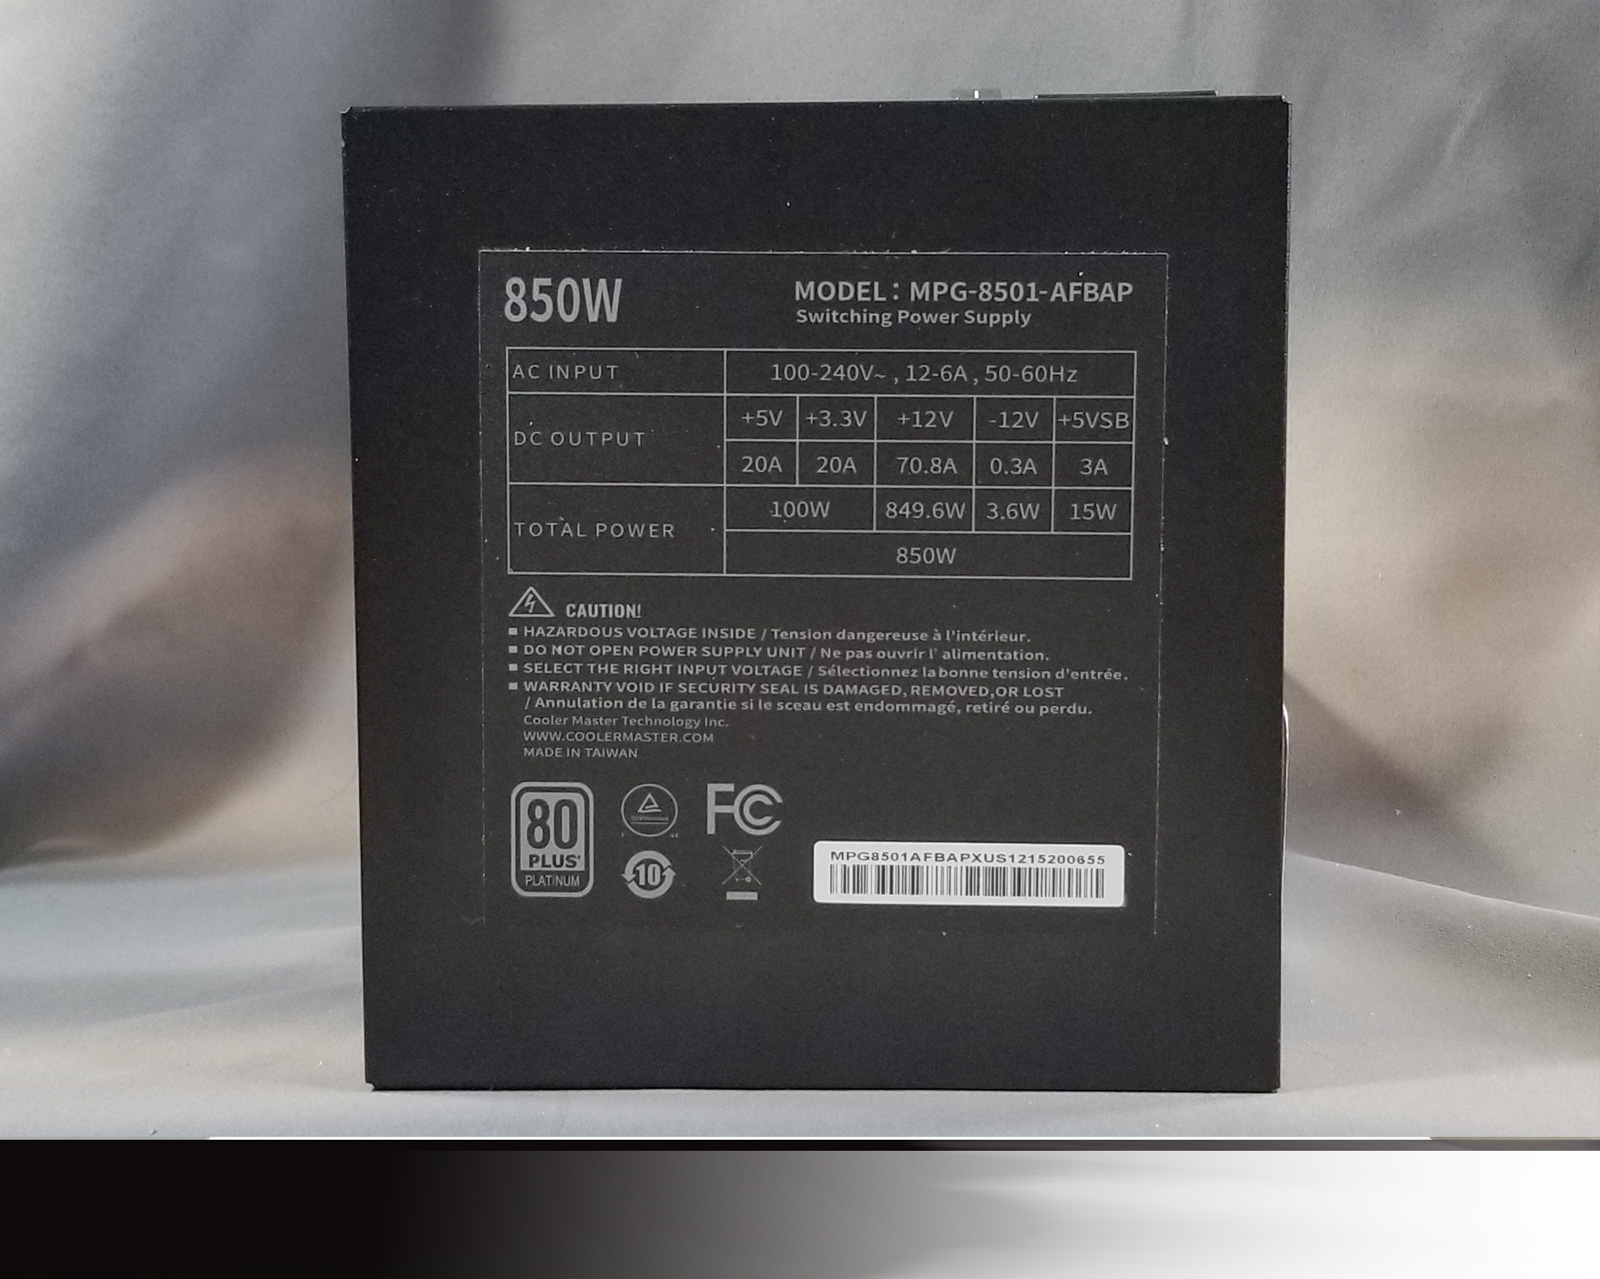 850W
MODEL : MPG-8501-AFBAP
Switching Power Supply
AC INPUT 100-240V~ , 12-6A , 50-60Hz
DC OUTPUT +5V +3.3V +12V -12V +5VSB
20A 20A 70.8A 0.3A 3A
TOTAL POWER 100W 849.6W 3.6W 15W
850W
CAUTION!
■ HAZARDOUS VOLTAGE INSIDE / Tension dangereuse à l'intérieur.
■ DO NOT OPEN POWER SUPPLY UNIT / Ne pas ouvrir l' alimentation.
■ SELECT THE RIGHT INPUT VOLTAGE / Sélectionnez la bonne tension d'entrée.
■ WARRANTY VOID IF SECURITY SEAL IS DAMAGED, REMOVED,OR LOST
/ Annulation de la garantie si le sceau est endommagé, retiré ou perdu.
Cooler Master Technology Inc.
WWW.COOLERMASTER.COM
MADE IN TAIWAN
80
PLUS
PLATINUM
FC
10
MPG8501AFBAPXUS1215200655